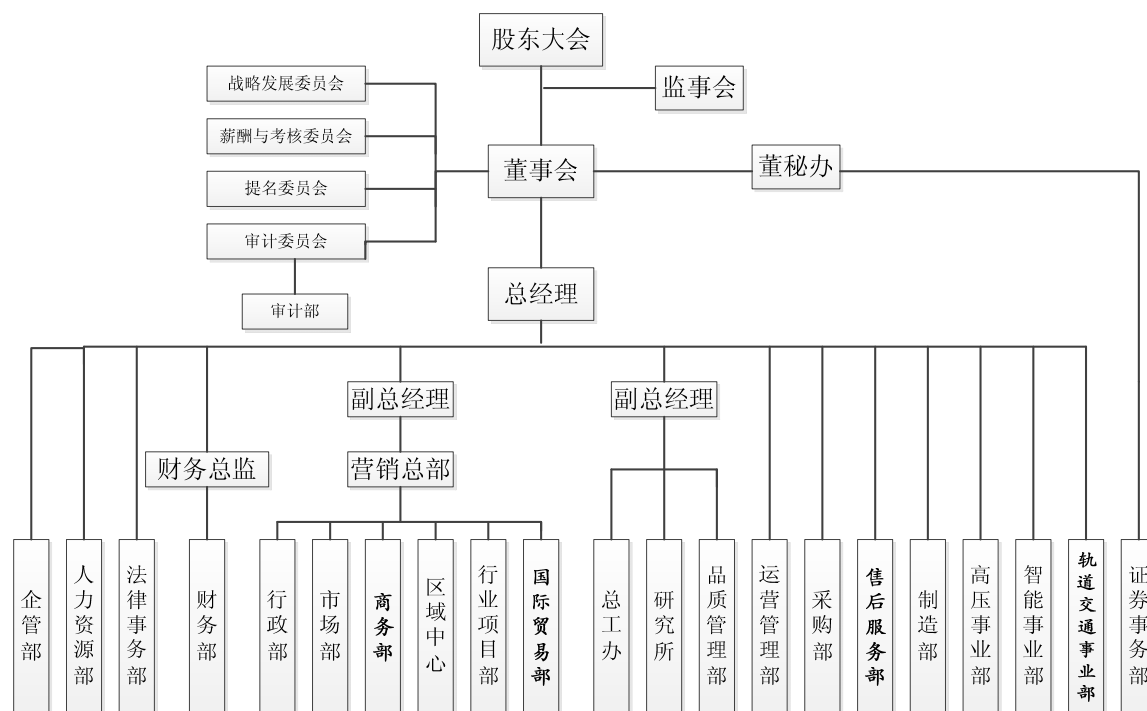 股东大会
战略发展委员会
监事会
薪酬与考核委员会
董事会
董秘办
提名委员会
审计委员会
总经理
审计部
副总经理
副总经理
财务总监
营销总部
企管部
人力资源部
法律事务部
财务部
行政部
市场部
商务部
区域中心
行业项目部
国际贸易部
总工办
研究所
品质管理部
运营管理部
采购部
售后服务部
制造部
高压事业部
智能事业部
轨道交通事业部
证券事务部